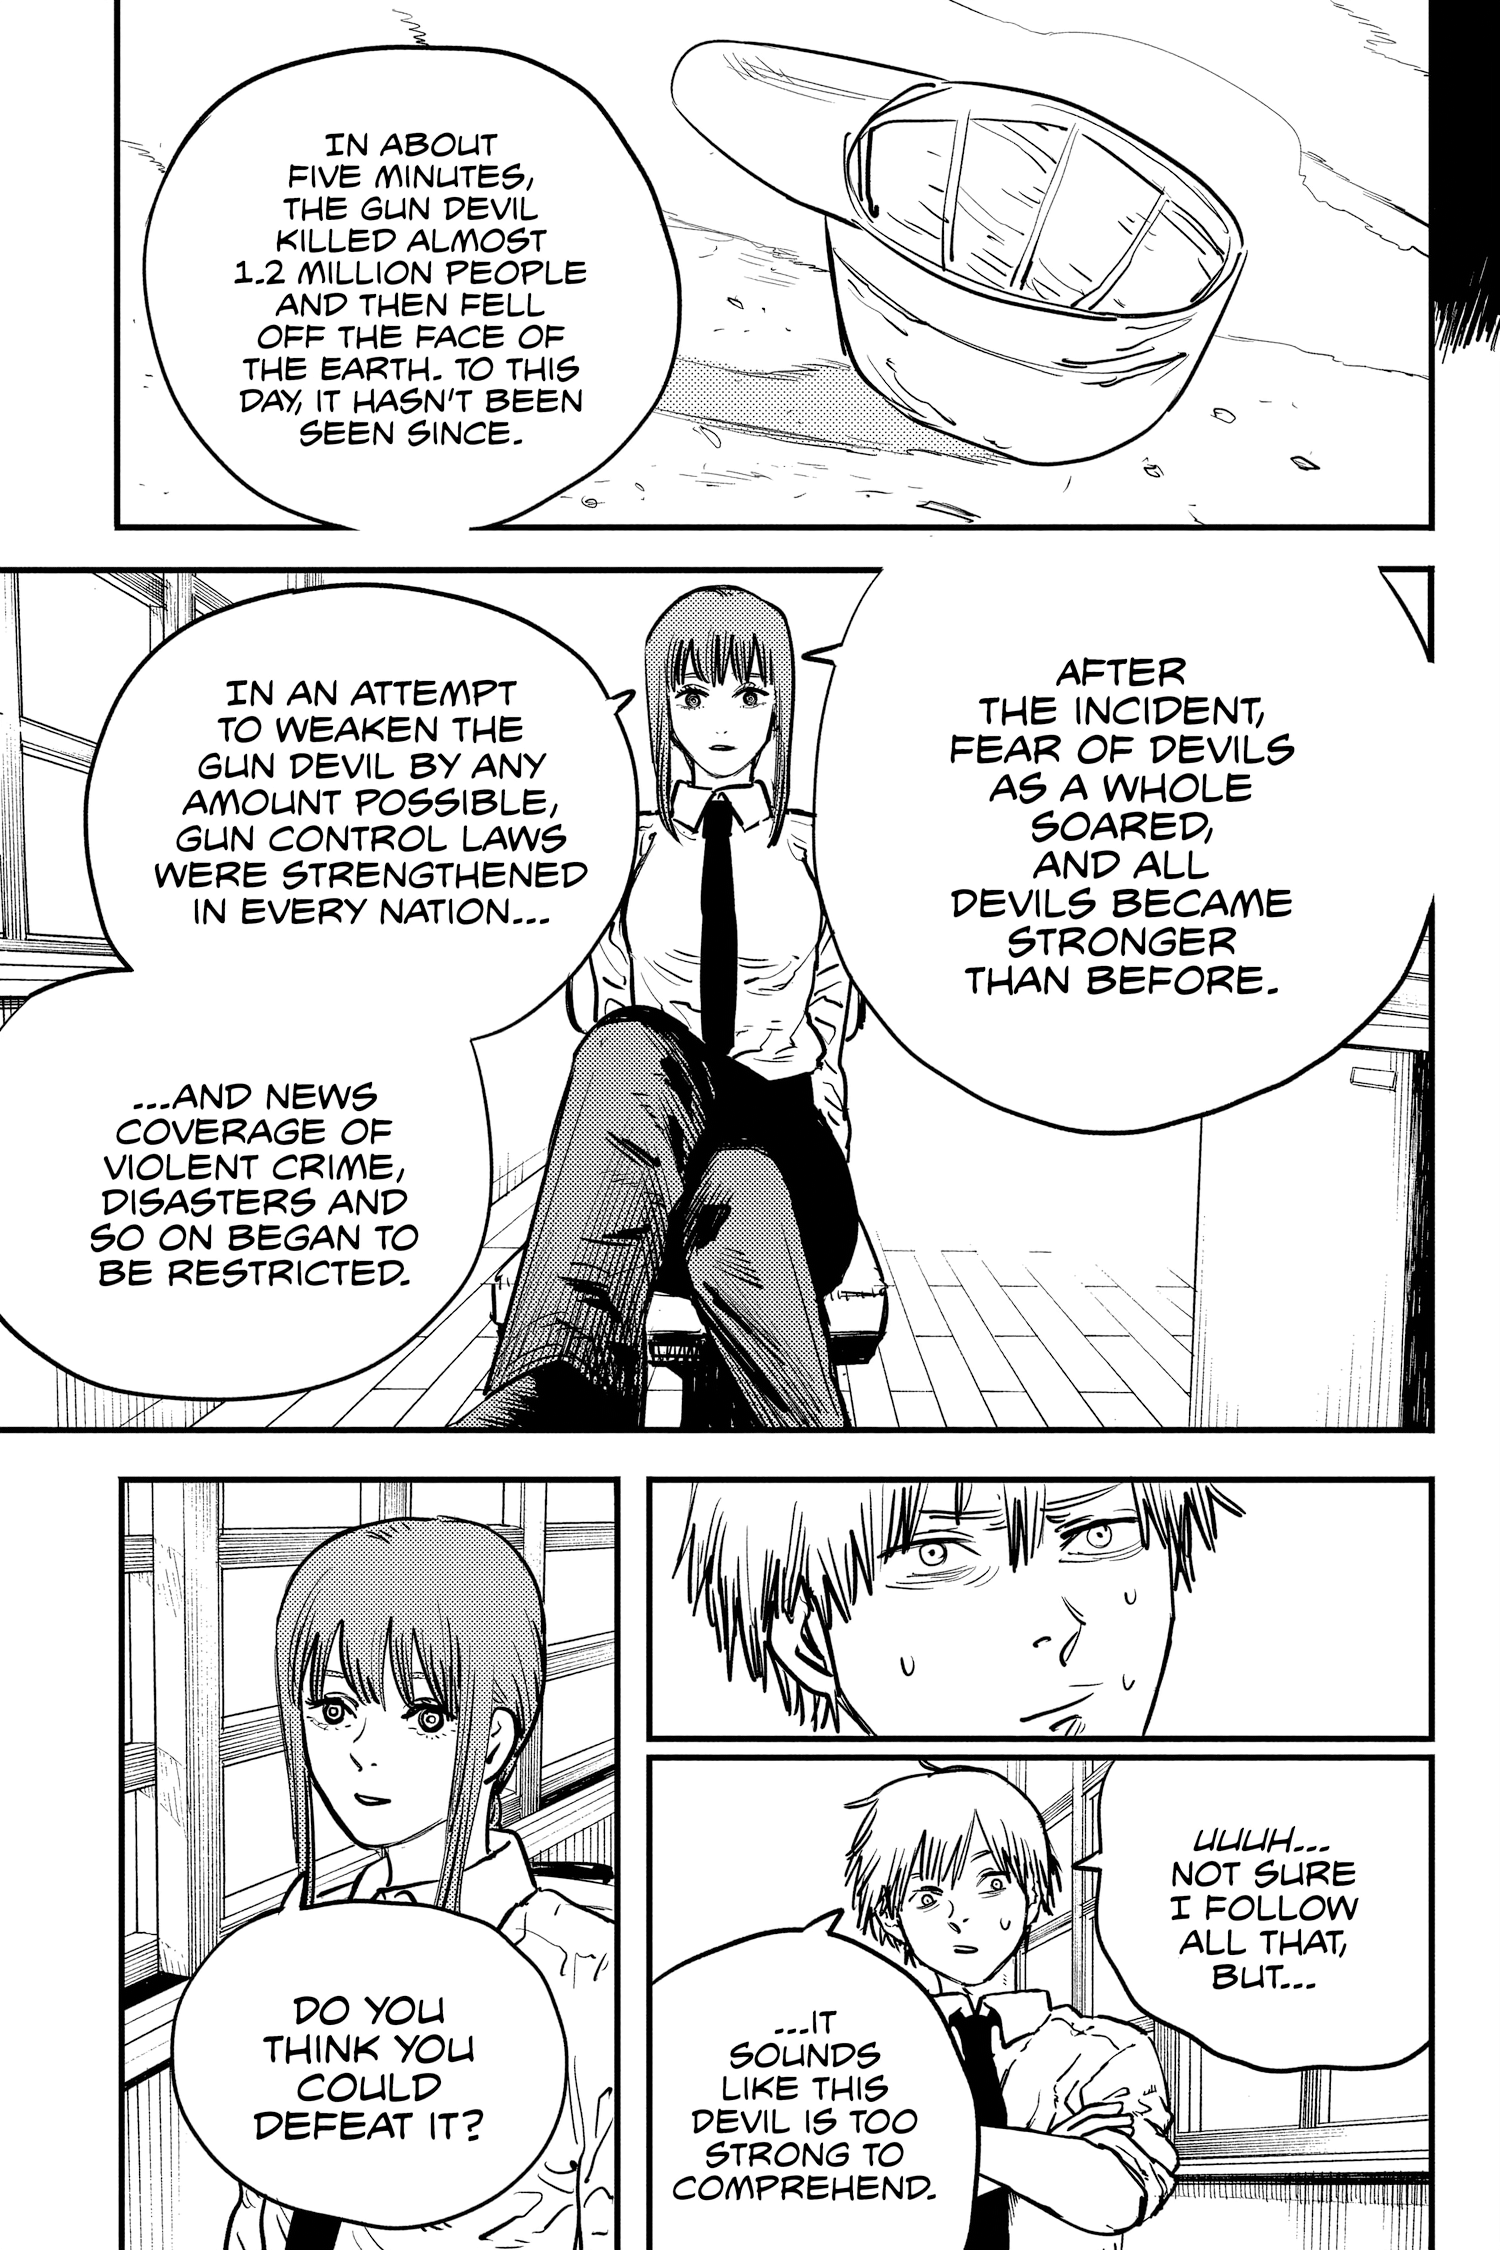 IN ABOUT
FIVE MINUTES,
THE GUN DEVIL
KILLED ALMOST
1.2 MILLION PEOPLE
AND THEN FELL
OFF THE FACE OF
THE EARTH. TO THIS
DAY, IT HASN'T BEEN
SEEN SINCE.
AFTER
THE INCIDENT,
FEAR OF DEVILS
AS A WHOLE
SOARED,
AND ALL
DEVILS BECAME
STRONGER
THAN BEFORE.
IN AN ATTEMPT
TO WEAKEN THE
GUN DEVIL BY ANY
AMOUNT POSSIBLE,
GUN CONTROL LAWS
WERE STRENGTHENED
IN EVERY NATION...
...AND NEWS
COVERAGE OF
VIOLENT CRIME,
DISASTERS AND
SO ON BEGAN TO
BE RESTRICTED.
UUUH...
NOT SURE
I FOLLOW
ALL THAT,
BUT...
...IT
SOUNDS
LIKE THIS
DEVIL IS TOO
STRONG TO
COMPREHEND.
DO YOU
THINK YOU
COULD
DEFEAT IT?